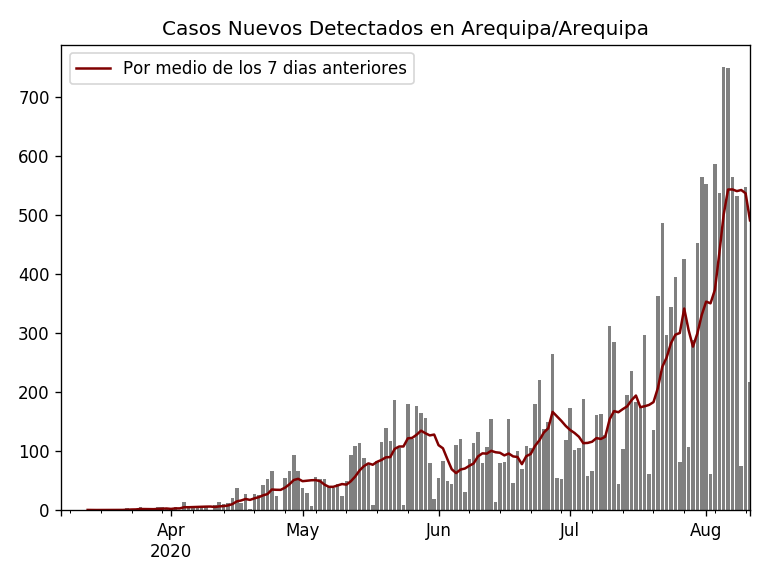 Casos Nuevos Detectados en Arequipa/Arequipa
Por medio de los 7 dias anteriores
700
600
500
400
300
200
100
0
Apr
2020
May
Jun
Jul
Aug